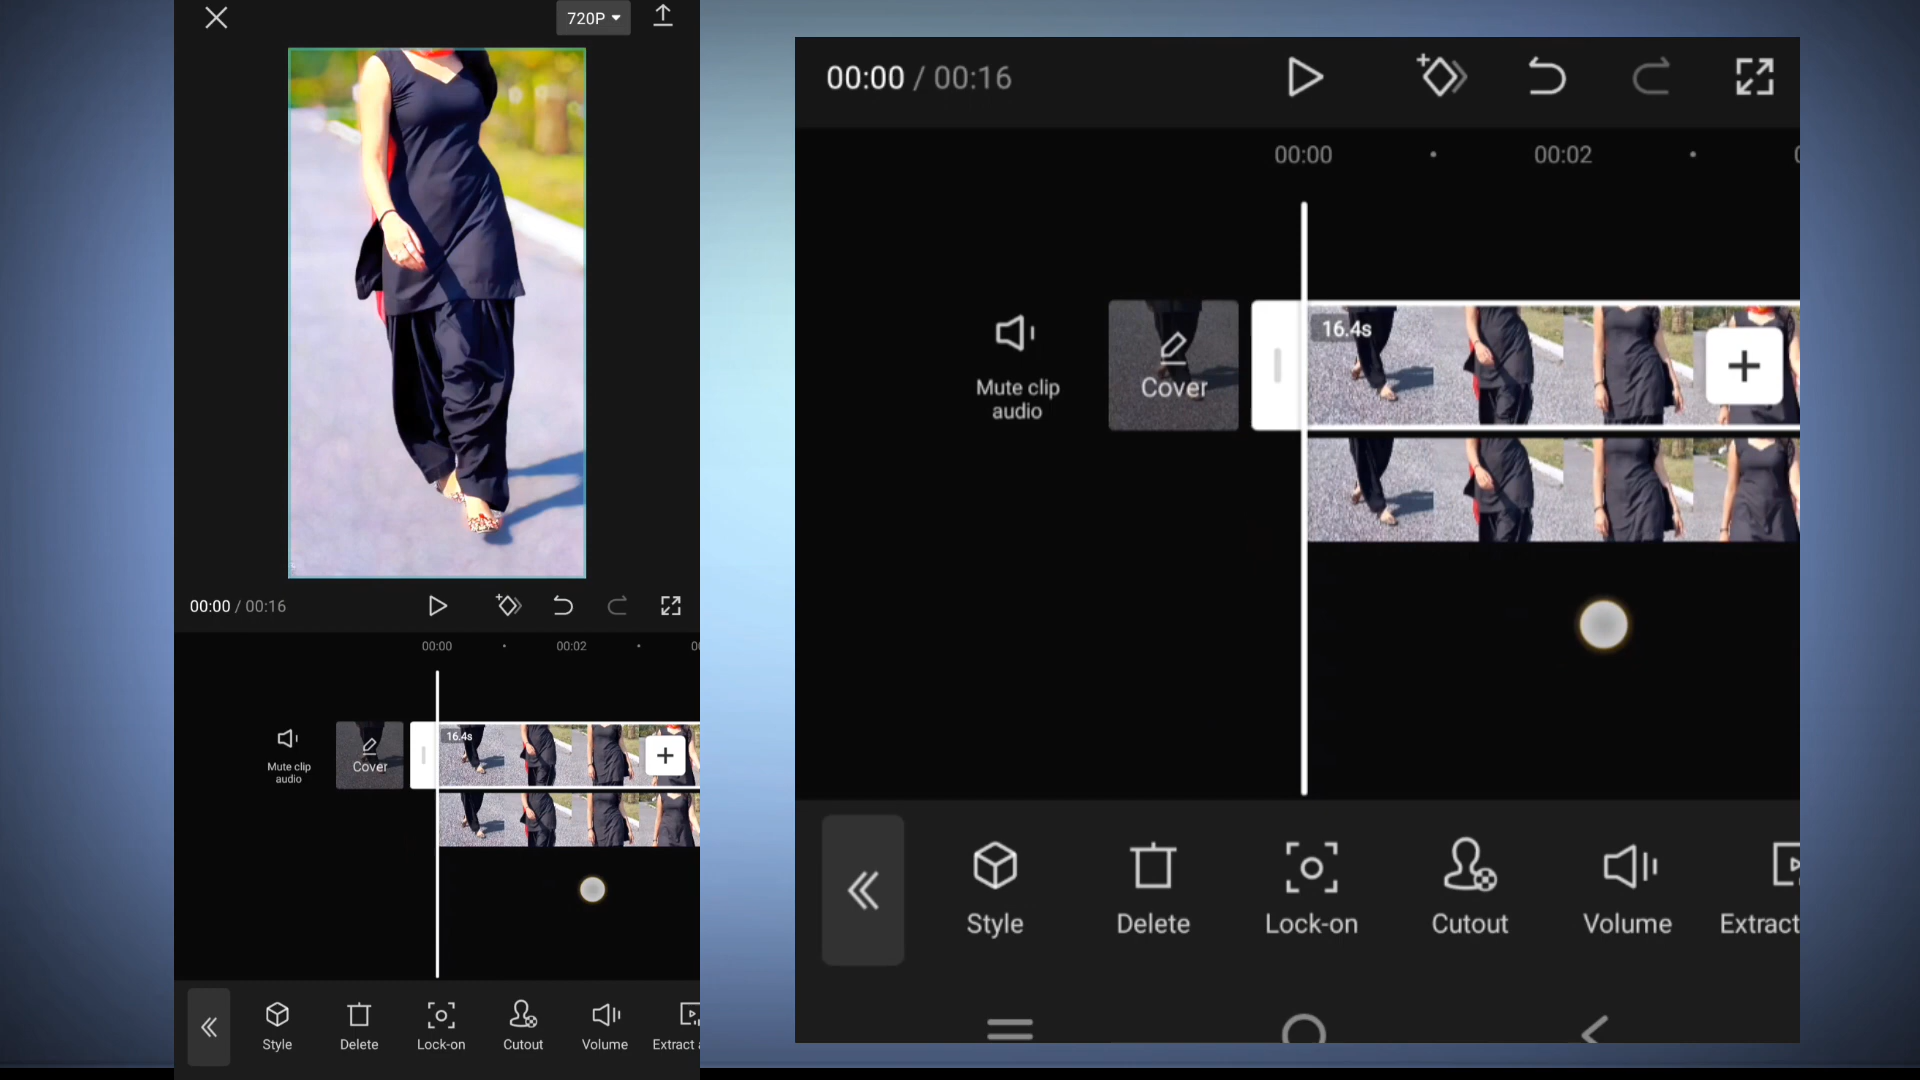 720P
00:00 / 00:16
00:00
00:02
16.4s
Mute clip
audio
Cover
Style
Delete
Lock-on
Cutout
Volume
Extract
00:00 / 00:16
00:00
00:02
16.4s
Mute clip
audio
Cover
Style
Delete
Lock-on
Cutout
Volume
Extract